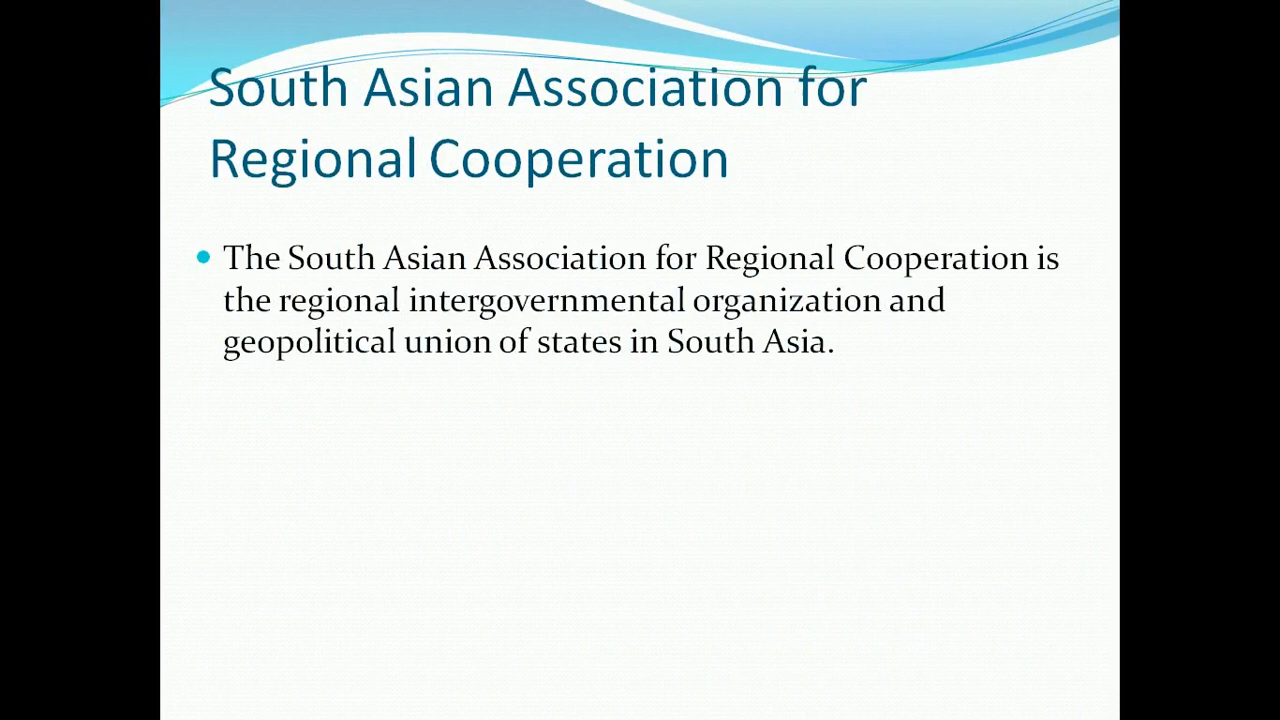 South Asian Association for
Regional Cooperation
• The South Asian Association for Regional Cooperation is
the regional intergovernmental organization and
geopolitical union of states in South Asia.